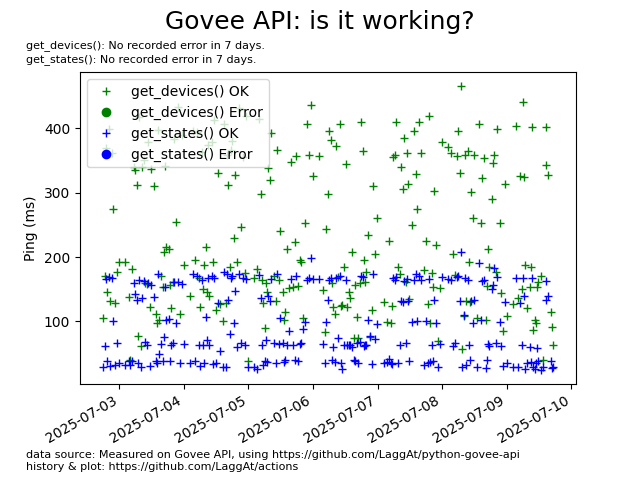 Govee API: is it working?
get_devices(): No recorded error in 7 days.
get_states(): No recorded error in 7 days.
get_devices() OK
get_devices() Error
get_states() OK
get_states() Error
Ping (ms)
400
300
200
100
2025-07-03
2025-07-04
2025-07-05
2025-07-06
2025-07-07
2025-07-08
2025-07-09
2025-07-10
data source: Measured on Govee API, using https://github.com/LaggAt/python-govee-api
history & plot: https://github.com/LaggAt/actions